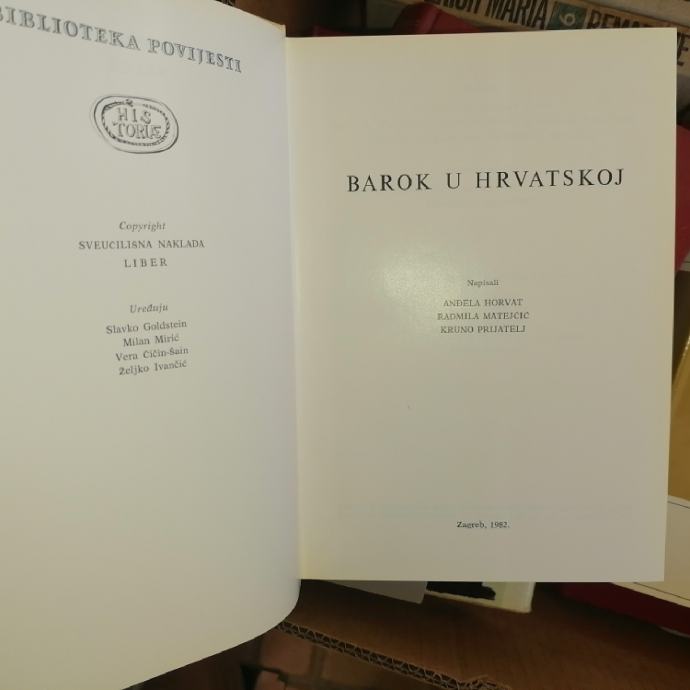 BIBLIOTEKA POVIJESTI
HIS
TORIÆ
Copyright
SVEUCILISNA NAKLADA
LIBER
Uređuju
Slavko Goldstein
Milan Mirić
Vera Čičin-Šain
Željko Ivančić
BAROK U HRVATSKOJ
Napisali
ANĐELA HORVAT
RADMILA MATEJČIĆ
KRUNO PRIJATELJ
Zagreb, 1982.
MARIA